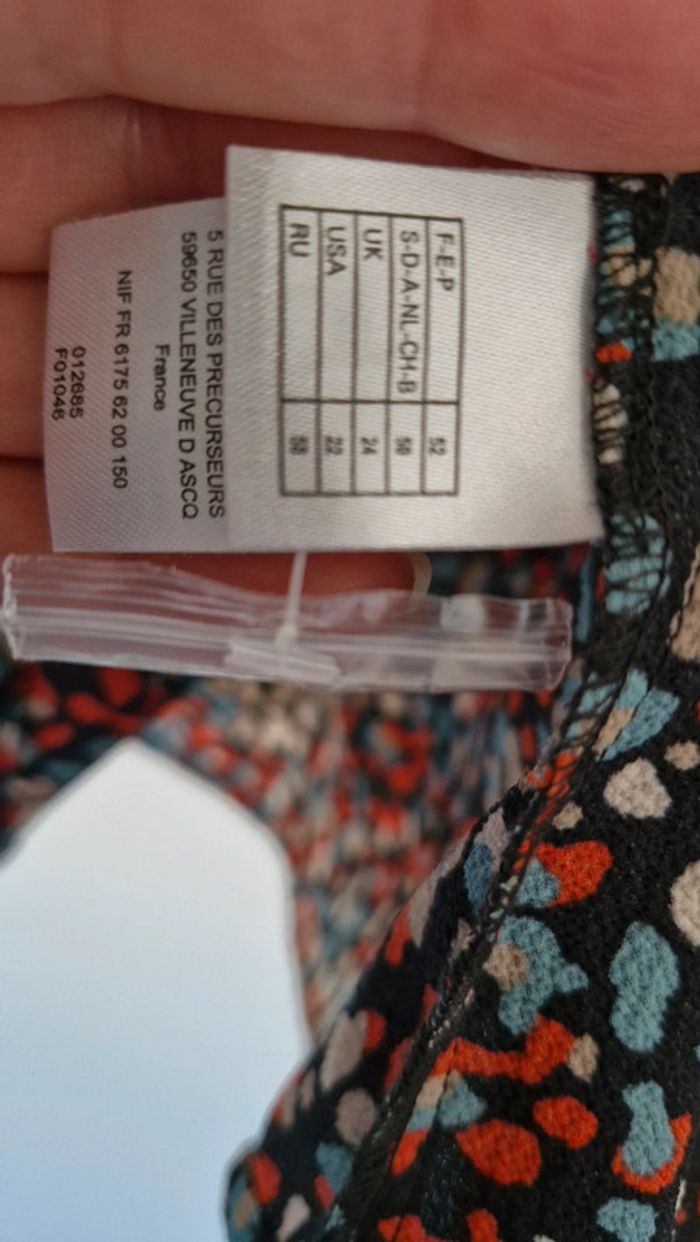 F-E-P 52
S-D-A-NL-CH-B 50
UK 24
USA 22
RU 58
5 RUE DES PRECURSEURS
59650 VILLENEUVE D ASCQ
France
NIF FR 6175 62 00 150
012685
F01046